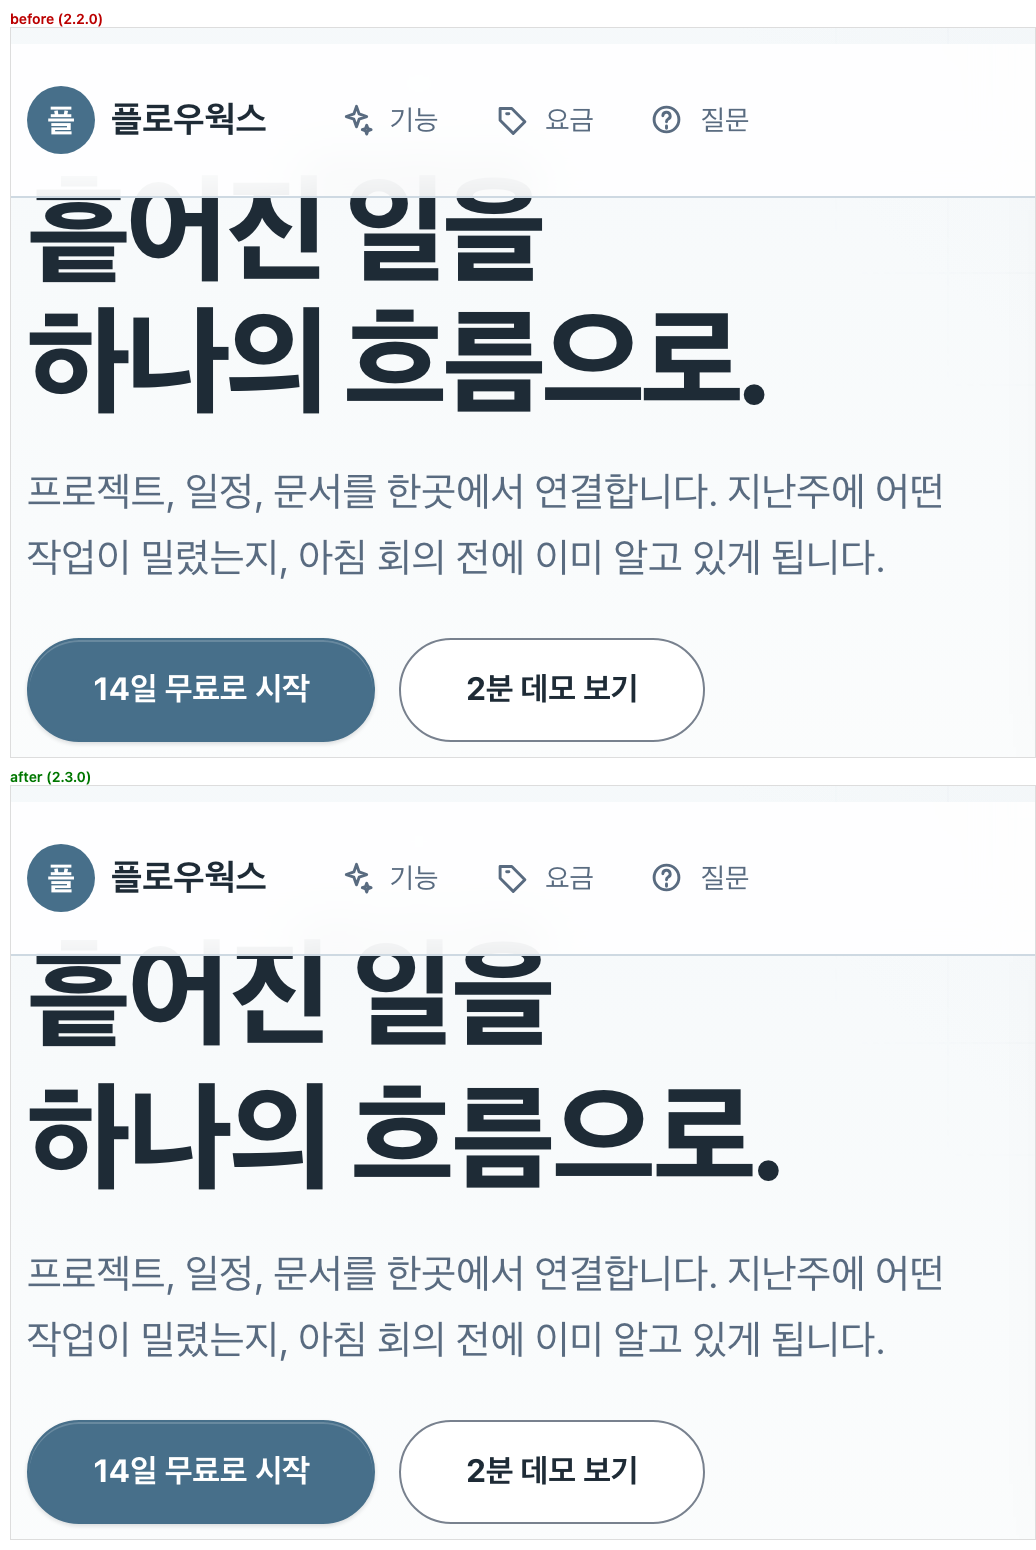 before (2.2.0)
플 플로우웍스 기능 요금 질문
흩어진 일을
하나의 흐름으로.
프로젝트, 일정, 문서를 한곳에서 연결합니다. 지난주에 어떤
작업이 밀렸는지, 아침 회의 전에 이미 알고 있게 됩니다.
14일 무료로 시작 2분 데모 보기
after (2.3.0)
플 플로우웍스 기능 요금 질문
흩어진 일을
하나의 흐름으로.
프로젝트, 일정, 문서를 한곳에서 연결합니다. 지난주에 어떤
작업이 밀렸는지, 아침 회의 전에 이미 알고 있게 됩니다.
14일 무료로 시작 2분 데모 보기